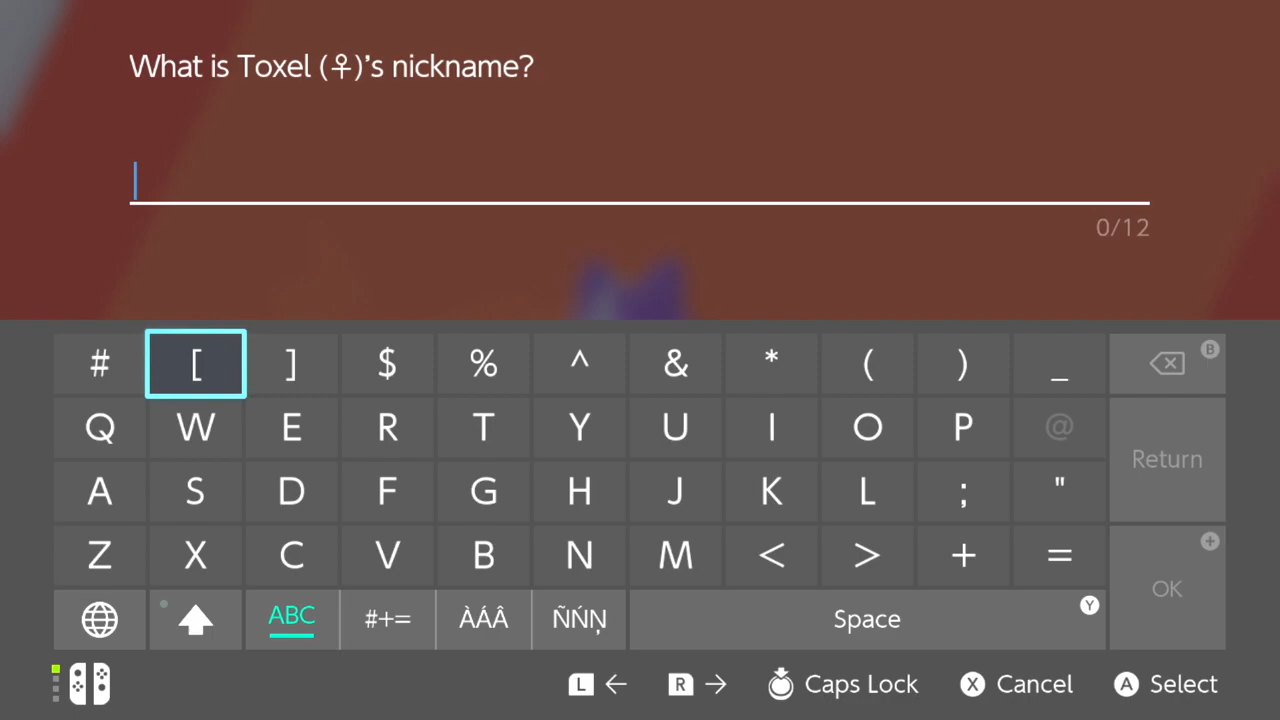 What is Toxel (♀)'s nickname?
0/12
# [ ] $ % ^ & * ( ) _ B
Q W E R T Y U I O P @ Return
A S D F G H J K L ; "
Z X C V B N M < > + = + OK
ABC #+= ÀÁÂ ÑŃŅ Space Y
L ← R → Caps Lock X Cancel A Select